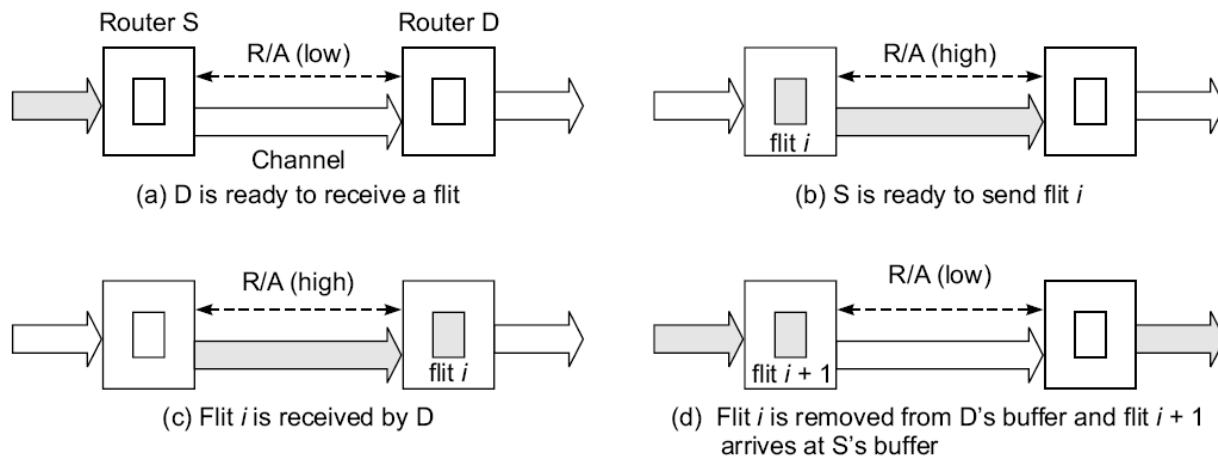 Router S
Router D
R/A (low)
Channel
(a) D is ready to receive a flit
R/A (high)
flit i
(b) S is ready to send flit i
R/A (high)
flit i
(c) Flit i is received by D
R/A (low)
flit i + 1
(d) Flit i is removed from D's buffer and flit i + 1
arrives at S's buffer